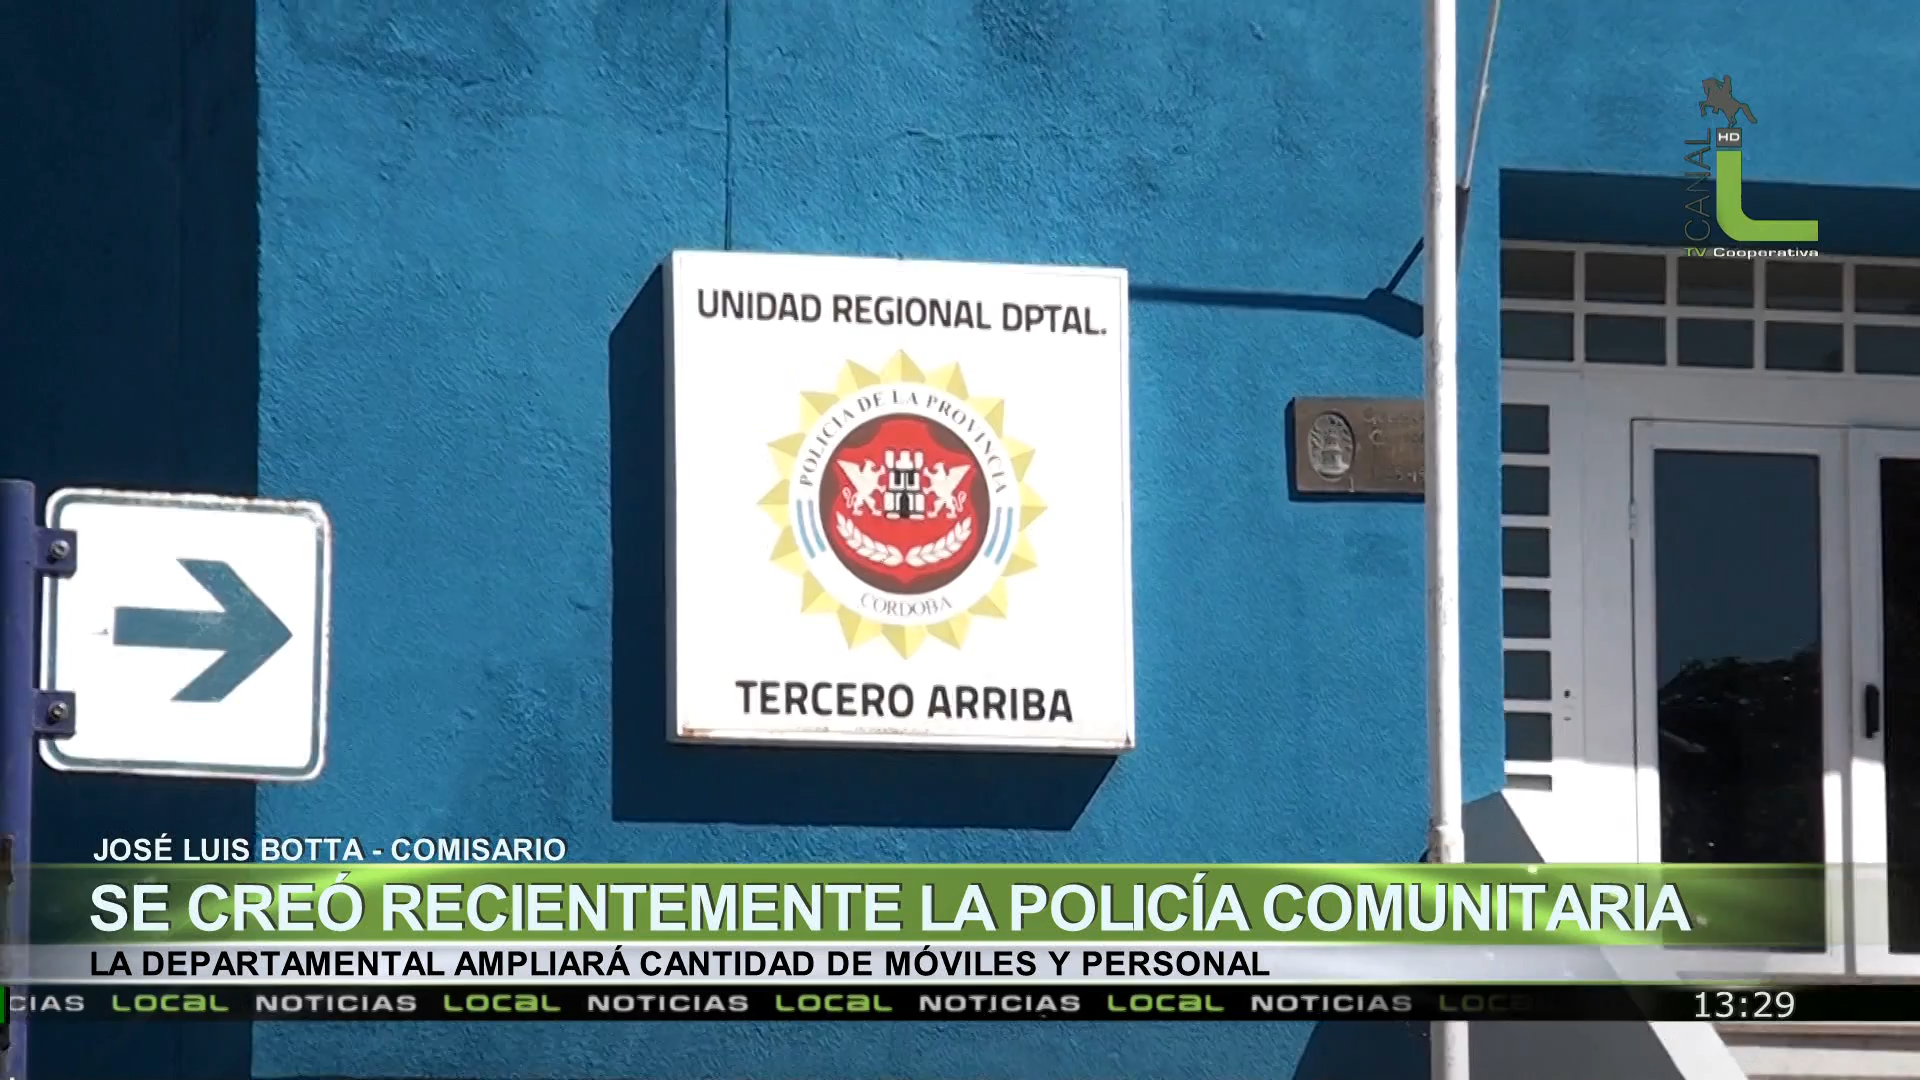 CANAL
HD
TV Cooperativa
UNIDAD REGIONAL DPTAL.
POLICIA DE LA PROVINCIA
CORDOBA
TERCERO ARRIBA
JOSÉ LUIS BOTTA - COMISARIO
SE CREÓ RECIENTEMENTE LA POLICÍA COMUNITARIA
LA DEPARTAMENTAL AMPLIARÁ CANTIDAD DE MÓVILES Y PERSONAL
CIAS LOCAL NOTICIAS LOCAL NOTICIAS LOCAL NOTICIAS LOCAL NOTICIAS LOC
13:29